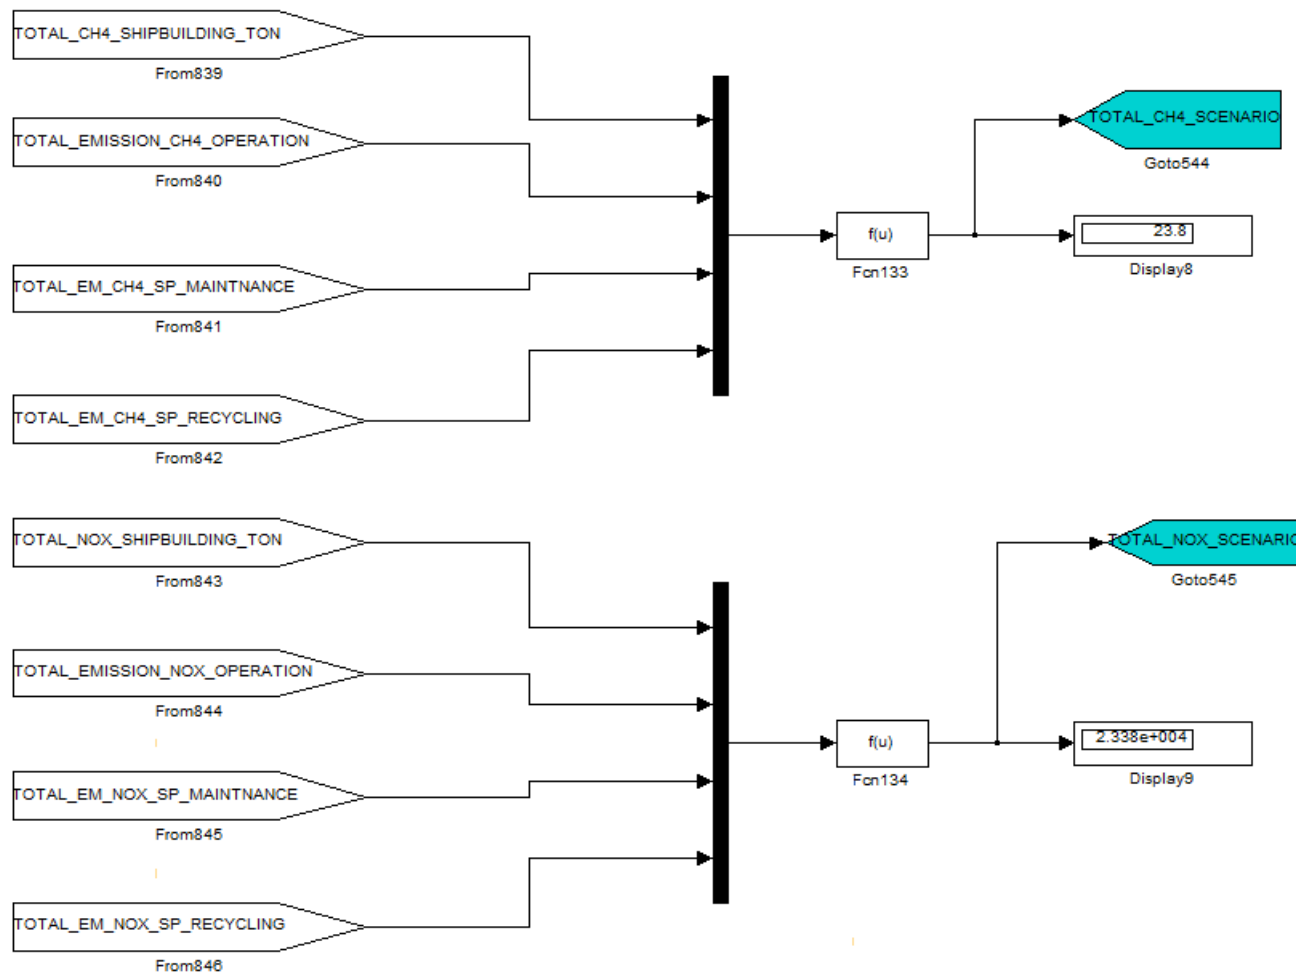 TOTAL_CH4_SHIPBUILDING_TON
From839
TOTAL_EMISSION_CH4_OPERATION
From840
TOTAL_EM_CH4_SP_MAINTNANCE
From841
TOTAL_EM_CH4_SP_RECYCLING
From842
f(u)
Fcn133
TOTAL_CH4_SCENARIO
Goto544
23.8
Display8
TOTAL_NOX_SHIPBUILDING_TON
From843
TOTAL_EMISSION_NOX_OPERATION
From844
TOTAL_EM_NOX_SP_MAINTNANCE
From845
TOTAL_EM_NOX_SP_RECYCLING
From846
f(u)
Fcn134
TOTAL_NOX_SCENARIO
Goto545
2.338e+004
Display9